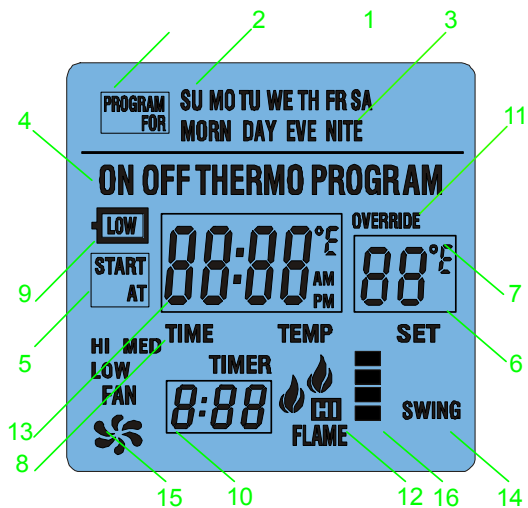 2 1 3
PROGRAM FOR
SU MO TU WE TH FR SA
MORN DAY EVE NITE
11
4
ON OFF THERMO PROGRAM
LOW
OVERRIDE
88:88 °E AM PM
88 °E
9
START AT
7
5
TIME TEMP SET
6
HI MED
LOW
FAN
TIMER
8:88
HI
FLAME
SWING
13
8
15 10 12 16 14